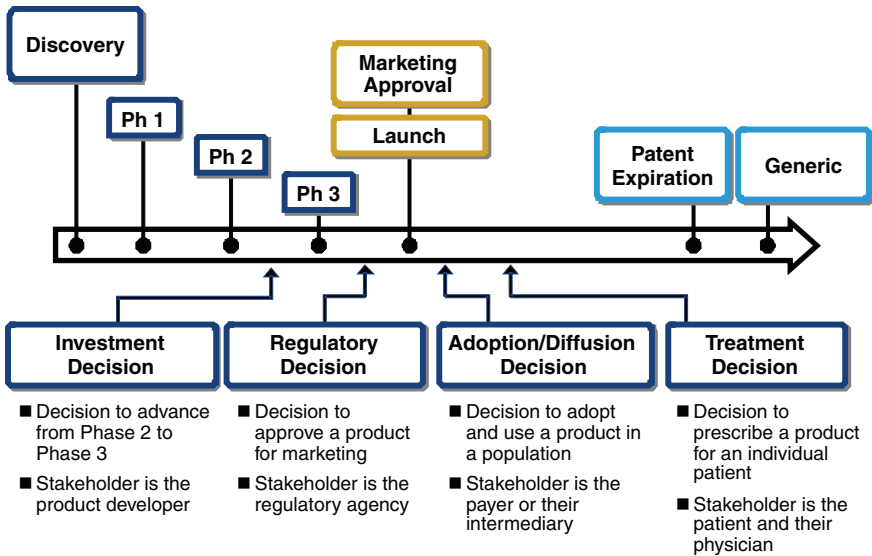 Discovery
Ph 1
Ph 2
Ph 3
Marketing
Approval
Launch
Patent
Expiration
Generic
Investment
Decision
■ Decision to advance
from Phase 2 to
Phase 3
■ Stakeholder is the
product developer
Regulatory
Decision
■ Decision to
approve a product
for marketing
■ Stakeholder is the
regulatory agency
Adoption/Diffusion
Decision
■ Decision to adopt
and use a product in
a population
■ Stakeholder is the
payer or their
intermediary
Treatment
Decision
■ Decision to
prescribe a product
for an individual
patient
■ Stakeholder is the
patient and their
physician